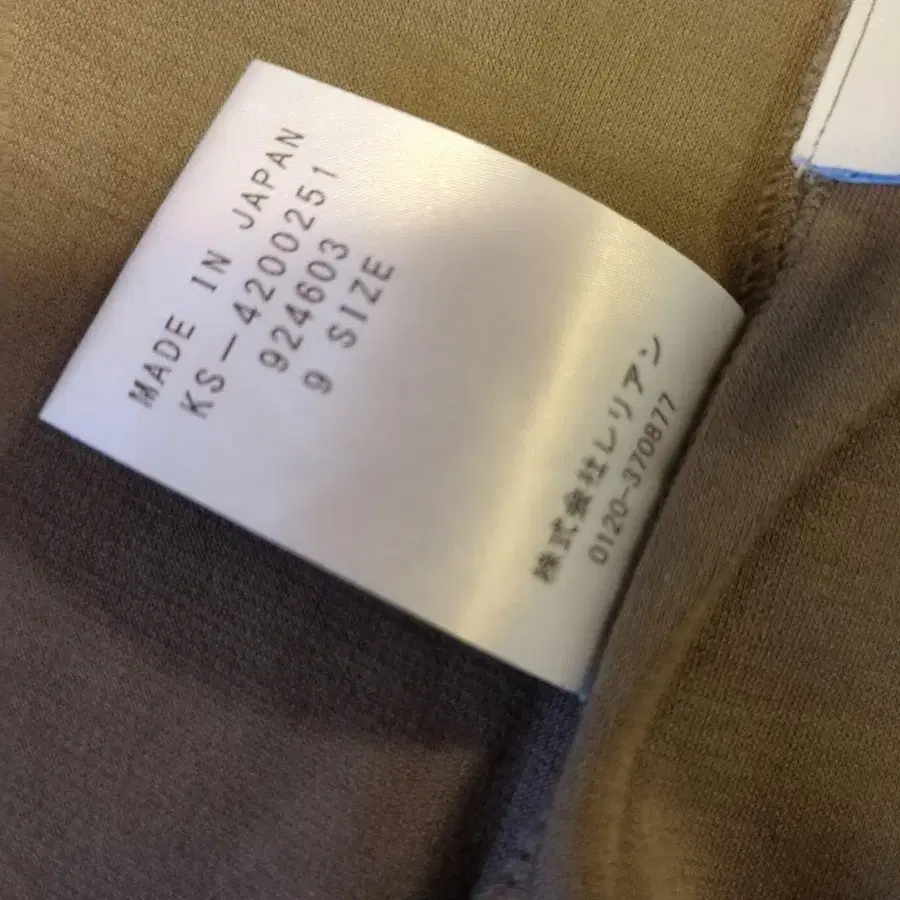 MADE IN JAPAN
KS-4200251
924603
9 SIZE
株式会社レリアン
0120-370877